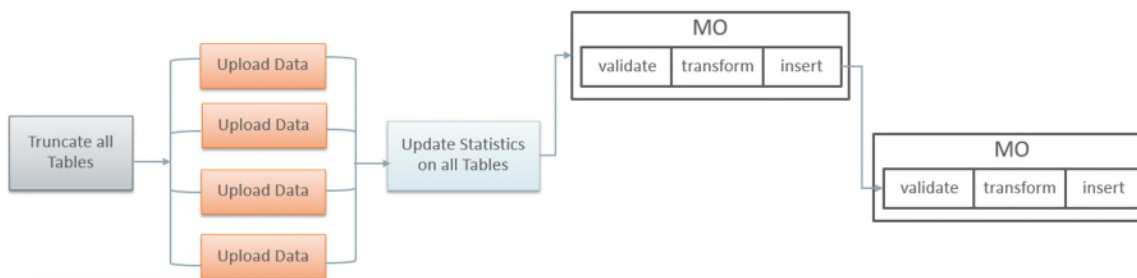 Truncate all
Tables
Upload Data
Upload Data
Upload Data
Upload Data
Update Statistics
on all Tables
MO
validate transform insert
MO
validate transform insert